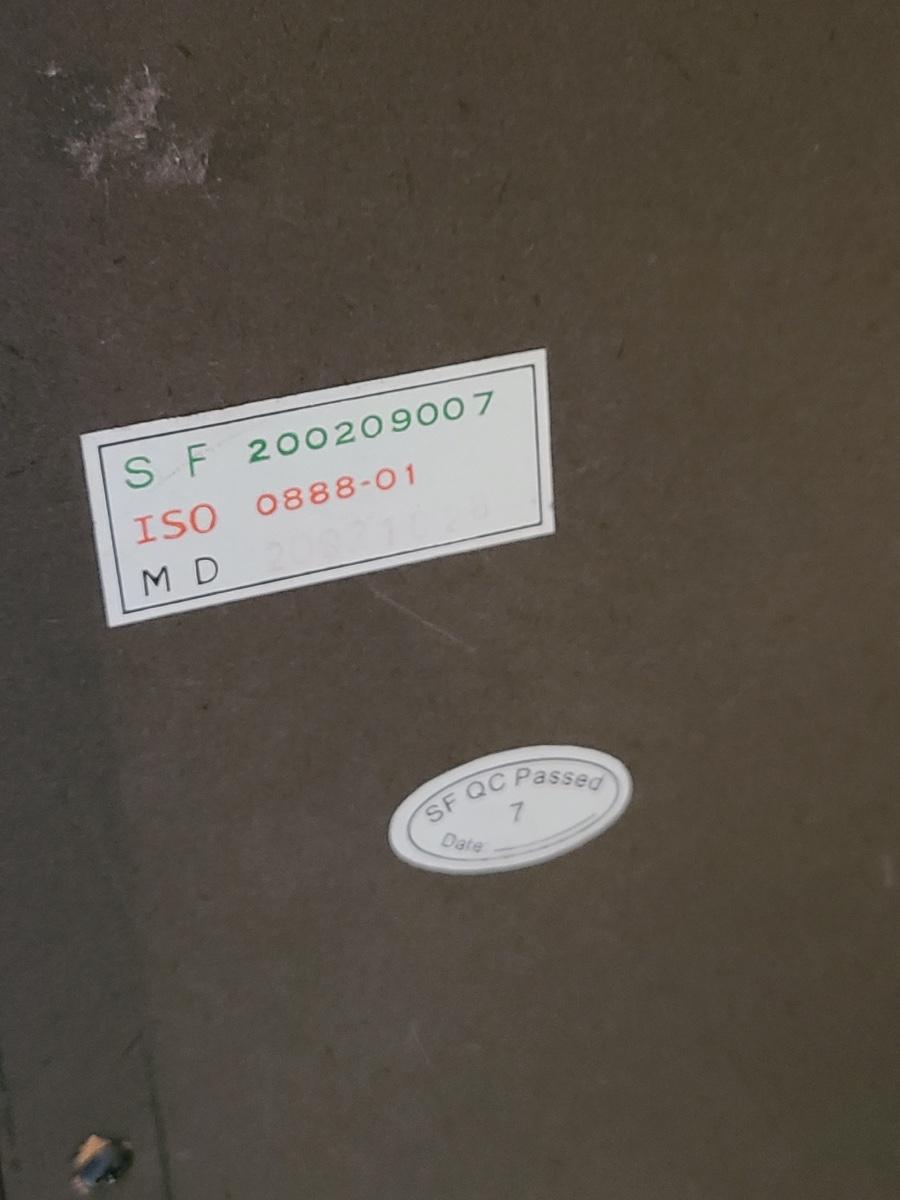 S F 200209007
ISO 0888-01
M D
SF QC Passed
7
Date